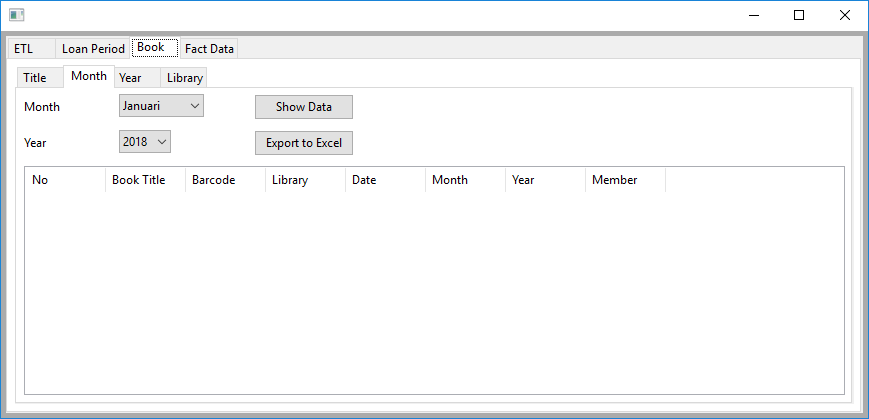 ETL Loan Period Book Fact Data
Title Month Year Library
Month Januari Show Data
Year 2018 Export to Excel
No Book Title Barcode Library Date Month Year Member